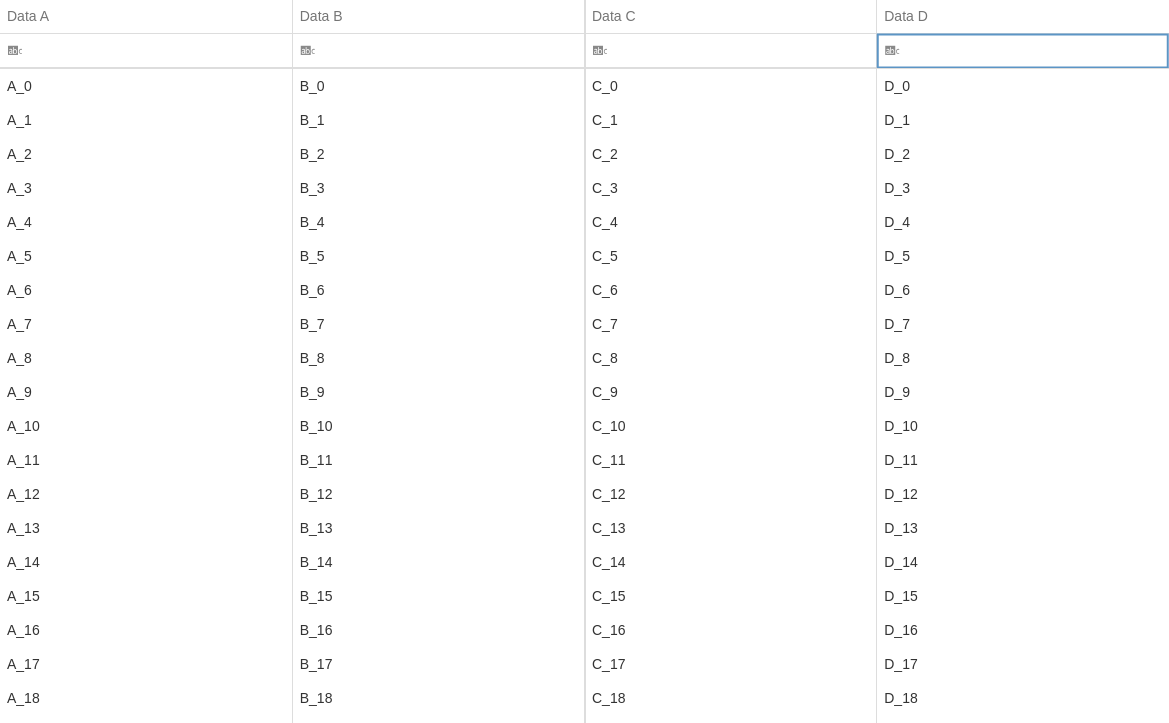 Data A Data B Data C Data D
abc abc abc abc
A_0 B_0 C_0 D_0
A_1 B_1 C_1 D_1
A_2 B_2 C_2 D_2
A_3 B_3 C_3 D_3
A_4 B_4 C_4 D_4
A_5 B_5 C_5 D_5
A_6 B_6 C_6 D_6
A_7 B_7 C_7 D_7
A_8 B_8 C_8 D_8
A_9 B_9 C_9 D_9
A_10 B_10 C_10 D_10
A_11 B_11 C_11 D_11
A_12 B_12 C_12 D_12
A_13 B_13 C_13 D_13
A_14 B_14 C_14 D_14
A_15 B_15 C_15 D_15
A_16 B_16 C_16 D_16
A_17 B_17 C_17 D_17
A_18 B_18 C_18 D_18